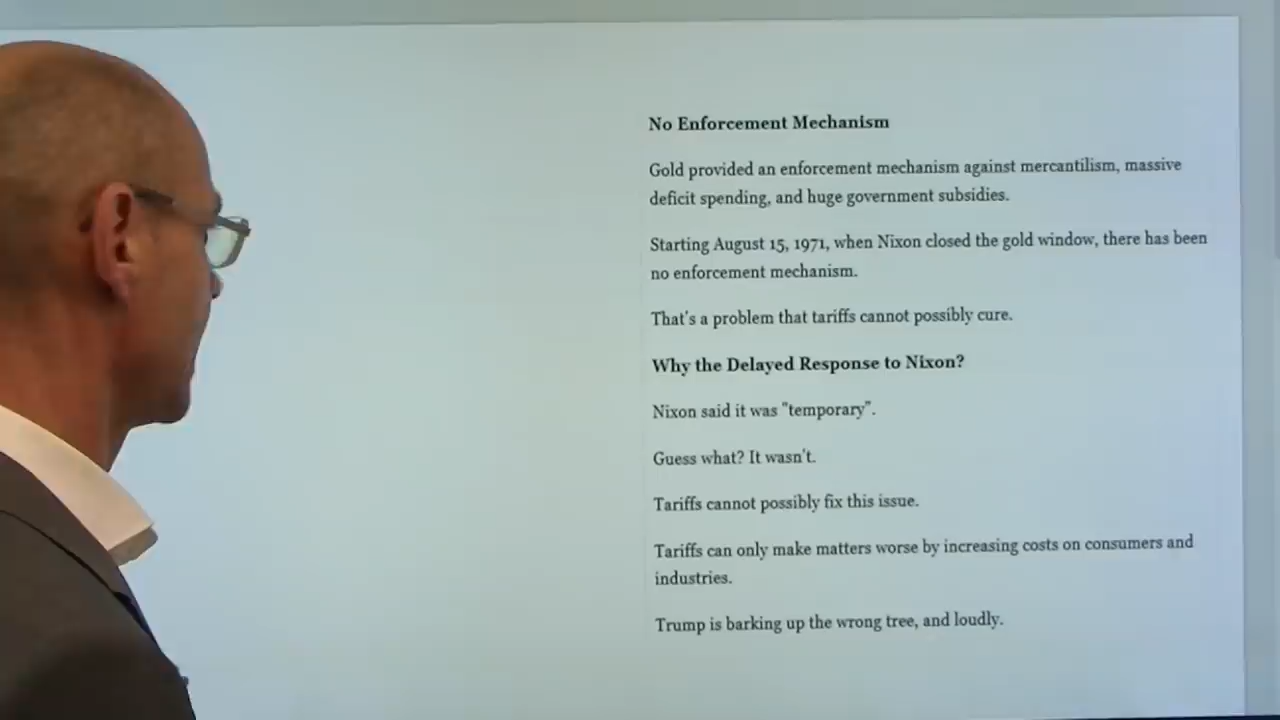 No Enforcement Mechanism
Gold provided an enforcement mechanism against mercantilism, massive
deficit spending, and huge government subsidies.
Starting August 15, 1971, when Nixon closed the gold window, there has been
no enforcement mechanism.
That's a problem that tariffs cannot possibly cure.
Why the Delayed Response to Nixon?
Nixon said it was "temporary".
Guess what? It wasn't.
Tariffs cannot possibly fix this issue.
Tariffs can only make matters worse by increasing costs on consumers and
industries.
Trump is barking up the wrong tree, and loudly.